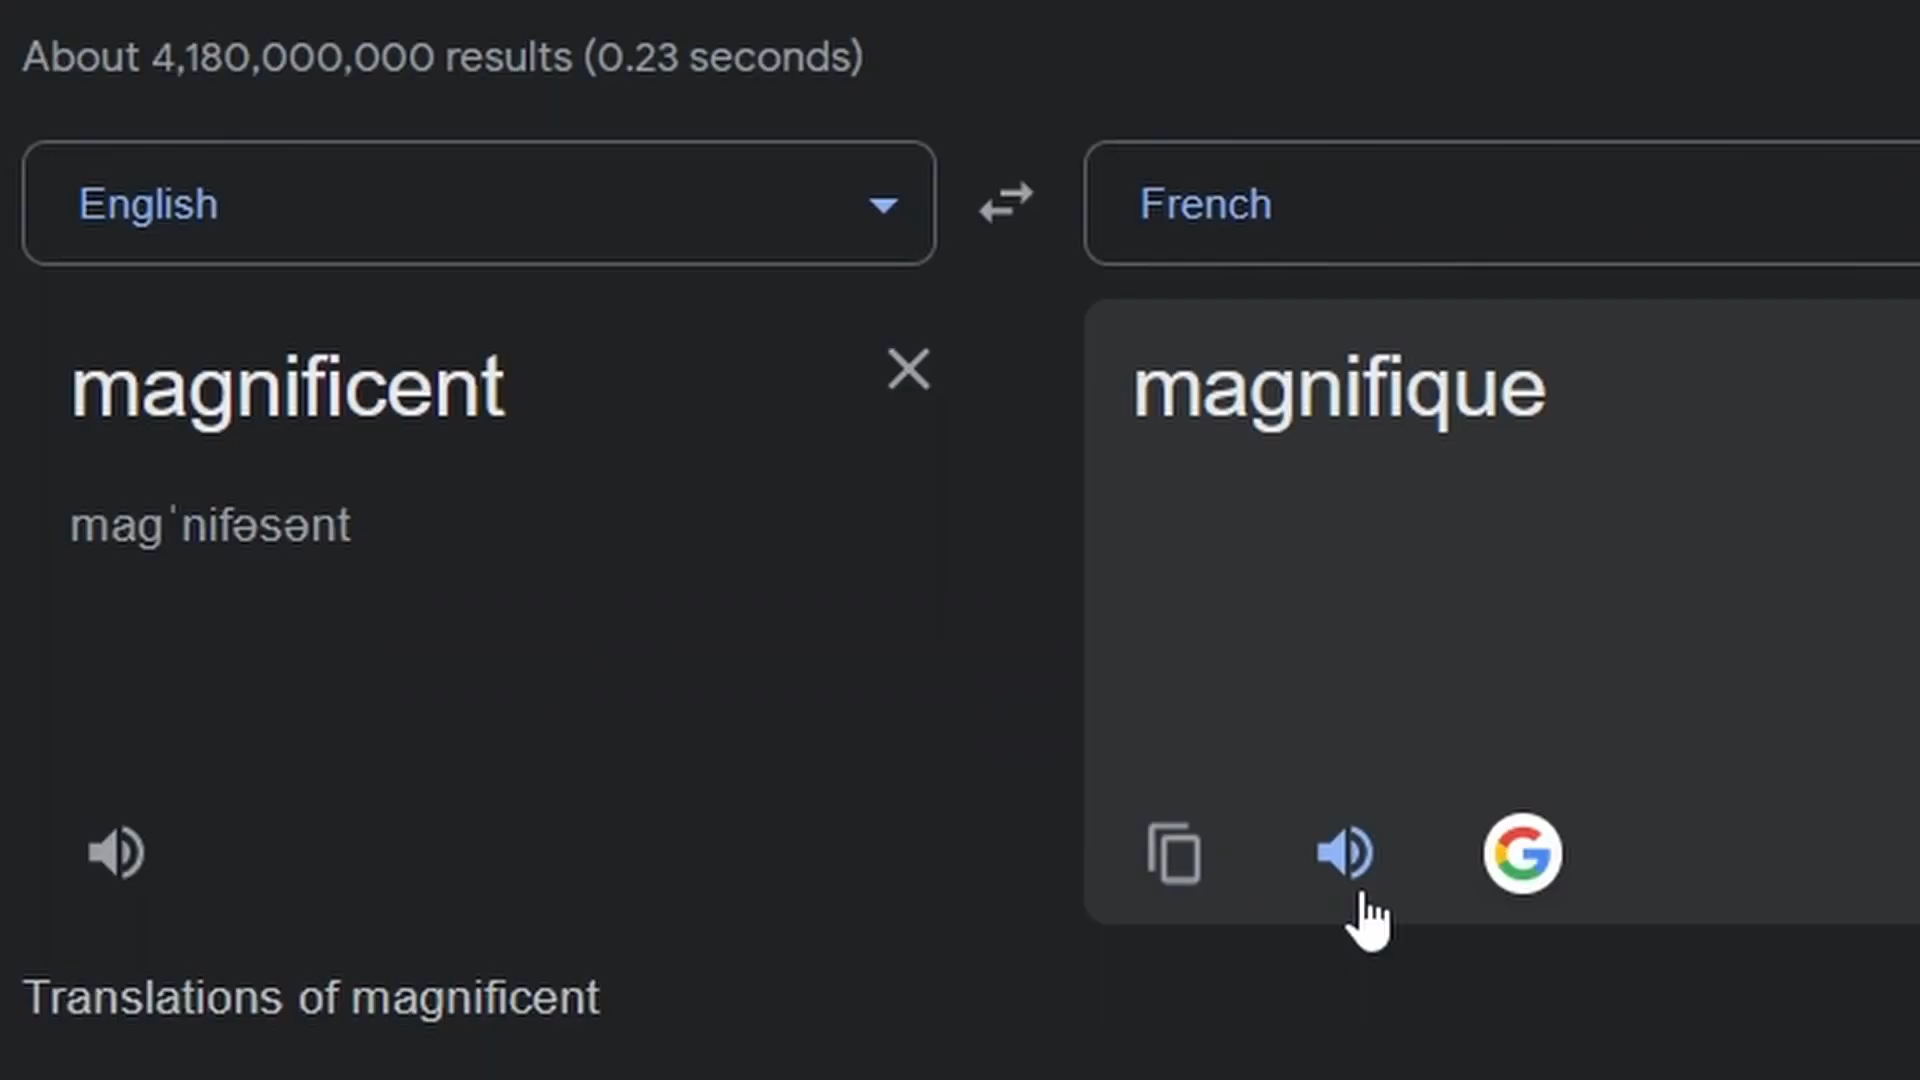 About 4,180,000,000 results (0.23 seconds)
English
French
magnificent
magnifique
magˈnifəsənt
Translations of magnificent